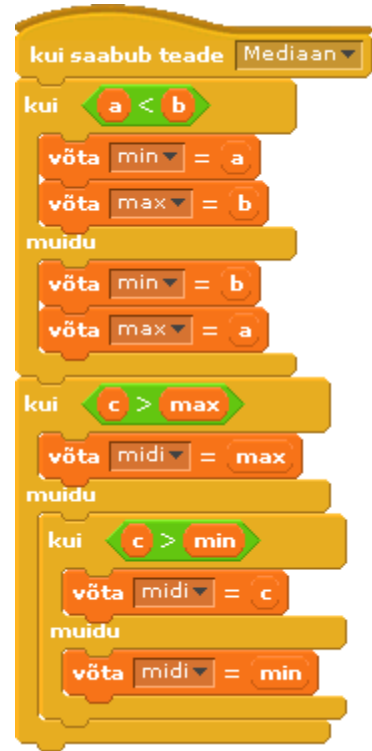 kui saabub teade Mediaan
kui a < b
võta min = a
võta max = b
muidu
võta min = b
võta max = a
kui c > max
võta midi = max
muidu
kui c > min
võta midi = c
muidu
võta midi = min